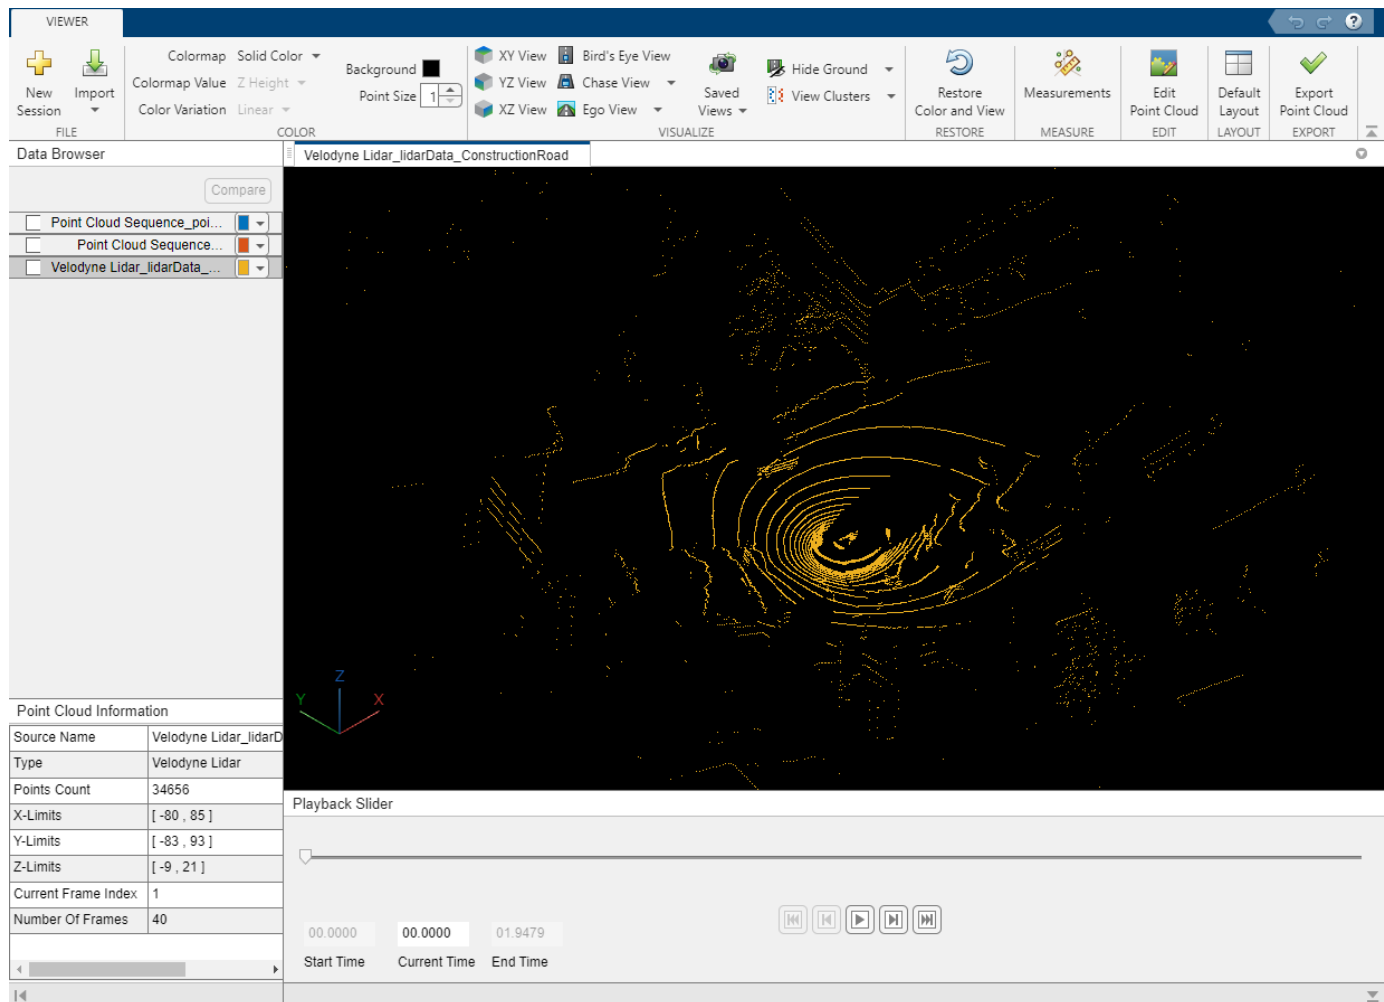 VIEWER
New Session
Import
FILE
Colormap Solid Color
Colormap Value Z Height
Color Variation Linear
Background
Point Size 1
COLOR
XY View
YZ View
XZ View
Bird's Eye View
Chase View
Ego View
Saved Views
Hide Ground
View Clusters
VISUALIZE
Restore Color and View
RESTORE
Measurements
MEASURE
Edit Point Cloud
EDIT
Default Layout
LAYOUT
Export Point Cloud
EXPORT
Data Browser
Compare
Point Cloud Sequence_poi...
Point Cloud Sequence...
Velodyne Lidar_lidarData_...
Velodyne Lidar_lidarData_ConstructionRoad
Z
Y
X
Point Cloud Information
Source Name Velodyne Lidar_lidarD
Type Velodyne Lidar
Points Count 34656
X-Limits [ -80 , 85 ]
Y-Limits [ -83 , 93 ]
Z-Limits [ -9 , 21 ]
Current Frame Index 1
Number Of Frames 40
Playback Slider
00.0000 00.0000 01.9479
Start Time Current Time End Time